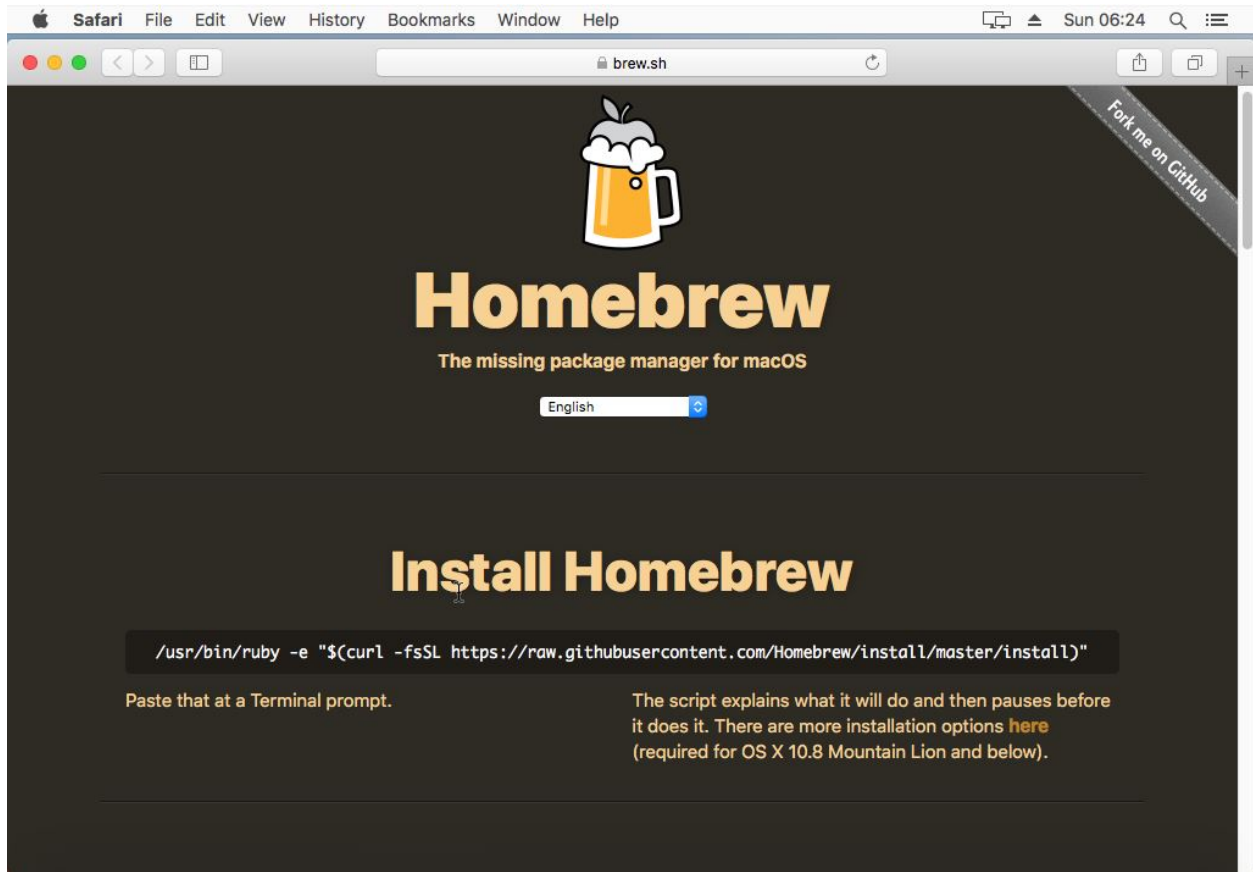 Safari File Edit View History Bookmarks Window Help Sun 06:24
brew.sh
Fork me on GitHub
Homebrew
The missing package manager for macOS
English
Install Homebrew
/usr/bin/ruby -e "$(curl -fsSL https://raw.githubusercontent.com/Homebrew/install/master/install)"
Paste that at a Terminal prompt.
The script explains what it will do and then pauses before
it does it. There are more installation options here
(required for OS X 10.8 Mountain Lion and below).